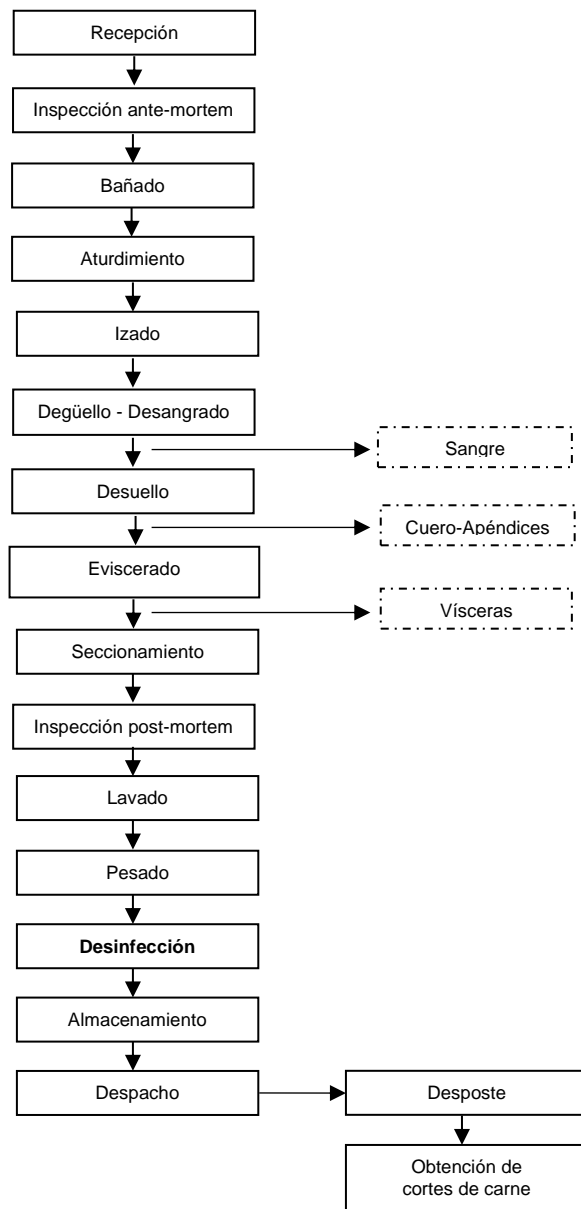 Recepción
Inspección ante-mortem
Bañado
Aturdimiento
Izado
Degüello - Desangrado
Sangre
Desuello
Cuero-Apéndices
Eviscerado
Vísceras
Seccionamiento
Inspección post-mortem
Lavado
Pesado
Desinfección
Almacenamiento
Despacho
Desposte
Obtención de
cortes de carne